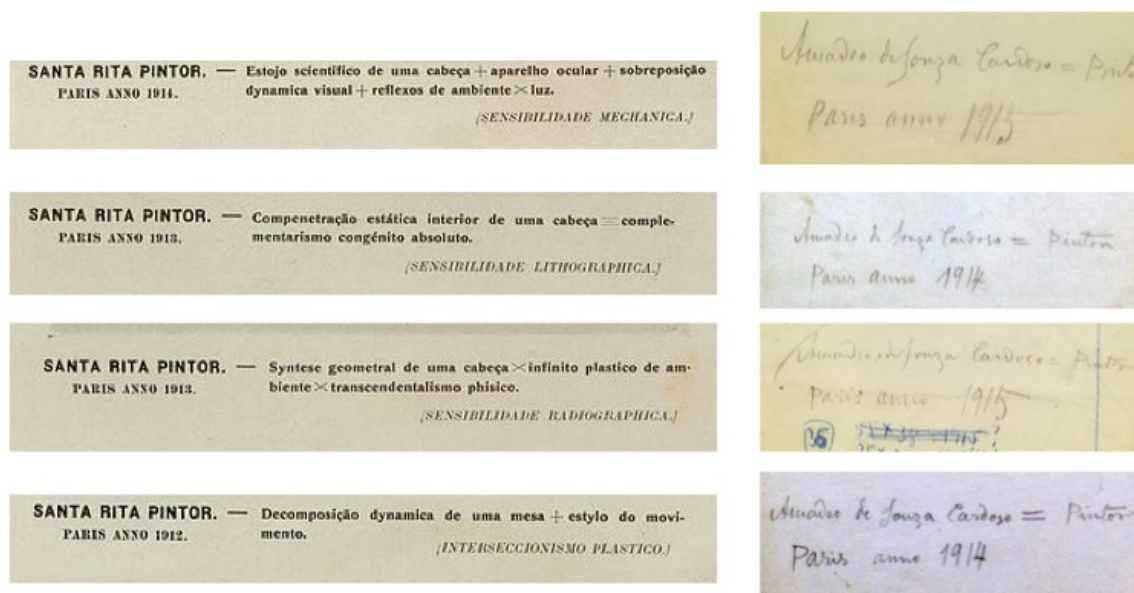 SANTA RITA PINTOR. — Estojo scientifico de uma cabeça + aparelho ocular + sobreposição
PARIS ANNO 1914. dynamica visual + reflexos de ambiente × luz.
(SENSIBILIDADE MECHANICA.)
SANTA RITA PINTOR. — Compenetração estática interior de uma cabeça = comple-
PARIS ANNO 1913. mentarismo congénito absoluto.
(SENSIBILIDADE LITHOGRAPHICA.)
SANTA RITA PINTOR. — Syntese geometral de uma cabeça × infinito plastico de am-
PARIS ANNO 1913. biente × transcendentalismo phisico.
(SENSIBILIDADE RADIOGRAPHICA.)
SANTA RITA PINTOR. — Decomposição dynamica de uma mesa + estylo do movi-
PARIS ANNO 1912. mento.
(INTERSECCIONISMO PLASTICO.)
Amadeo de Souza Cardoso = Pinto
Paris anno 1915
Amadeo de Souza Cardoso = Pintor
Paris anno 1914
Amadeo de Souza Cardoso = Pintor
Paris anno 1915
36
Amadeo de Souza Cardoso = Pintor
Paris anno 1914